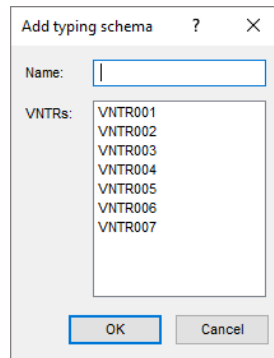 Add typing schema ?
Name:
VNTRs:
VNTR001
VNTR002
VNTR003
VNTR004
VNTR005
VNTR006
VNTR007
OK
Cancel